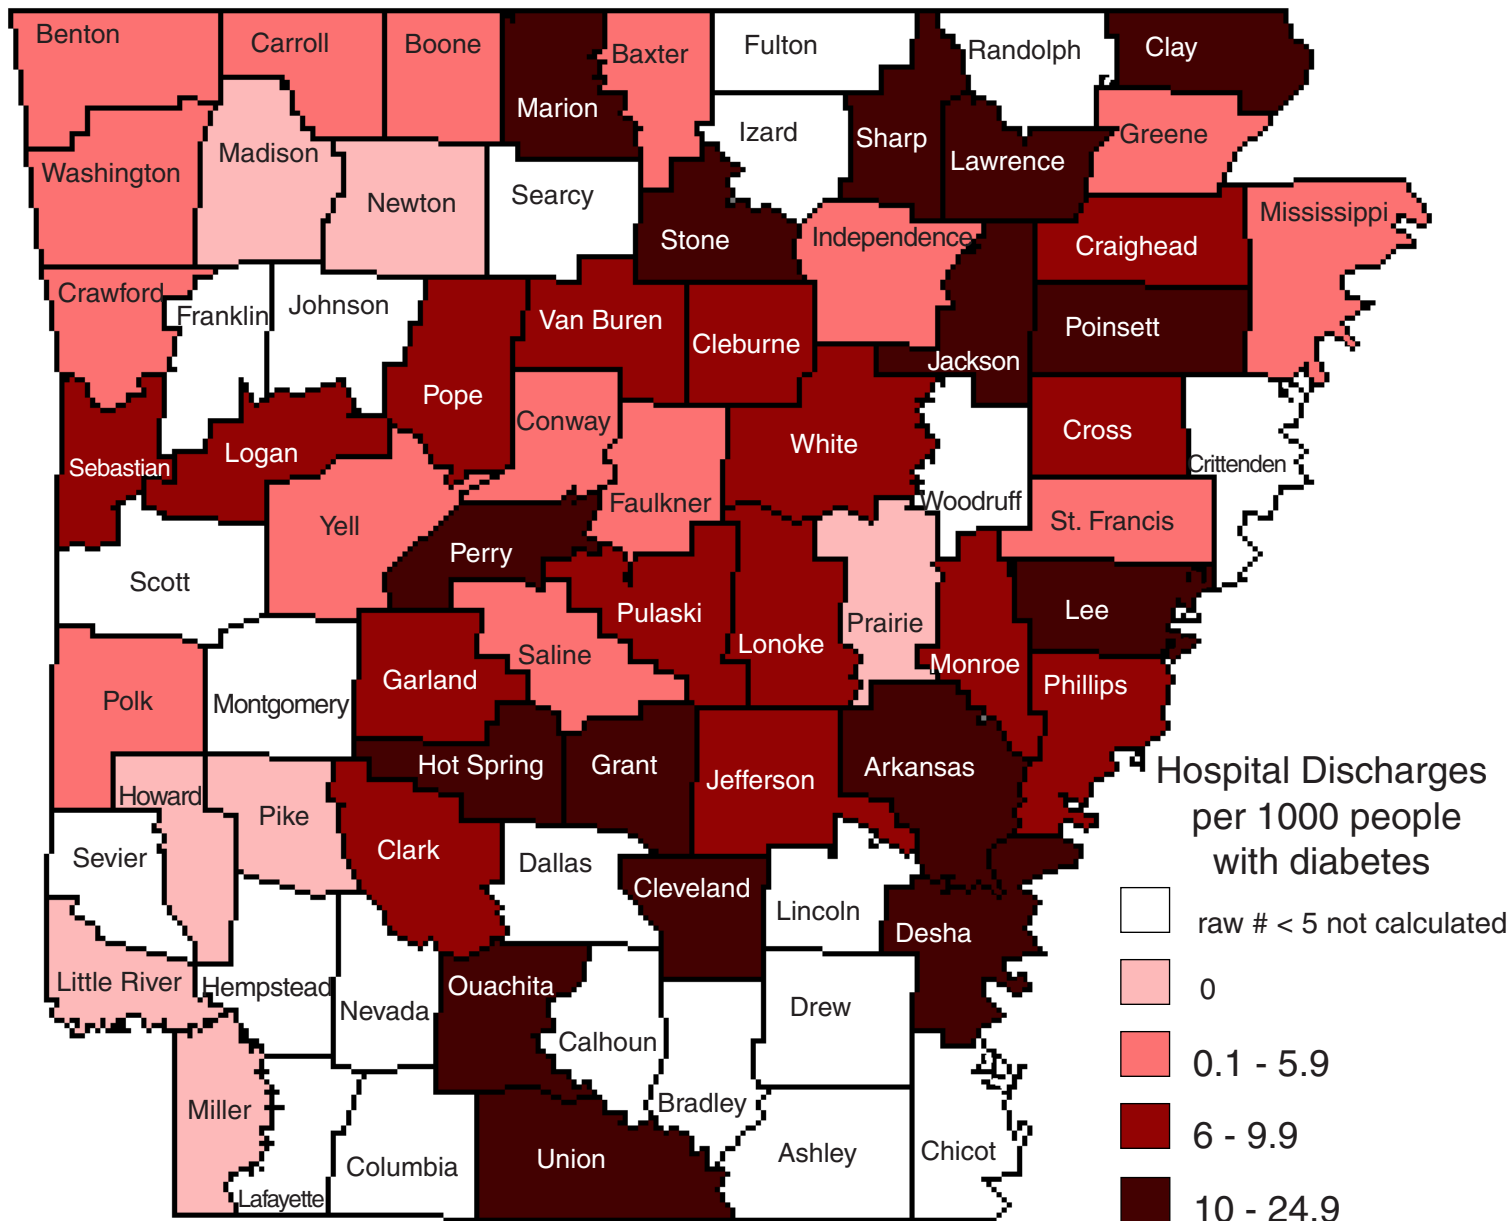 Benton
Carroll
Boone
Marion
Baxter
Fulton
Randolph
Clay
Washington
Madison
Newton
Searcy
Izard
Sharp
Lawrence
Greene
Stone
Independence
Craighead
Mississippi
Crawford
Franklin
Johnson
Pope
Van Buren
Cleburne
Jackson
Poinsett
Sebastian
Logan
Conway
White
Cross
Crittenden
Yell
Faulkner
Woodruff
St. Francis
Scott
Perry
Pulaski
Lonoke
Prairie
Lee
Polk
Montgomery
Garland
Saline
Monroe
Phillips
Howard
Pike
Hot Spring
Grant
Jefferson
Arkansas
Sevier
Clark
Dallas
Cleveland
Lincoln
Desha
Little River
Hempstead
Nevada
Ouachita
Calhoun
Drew
Miller
Lafayette
Columbia
Union
Bradley
Ashley
Chicot
Hospital Discharges
per 1000 people
with diabetes
raw # < 5 not calculated
0
0.1 - 5.9
6 - 9.9
10 - 24.9